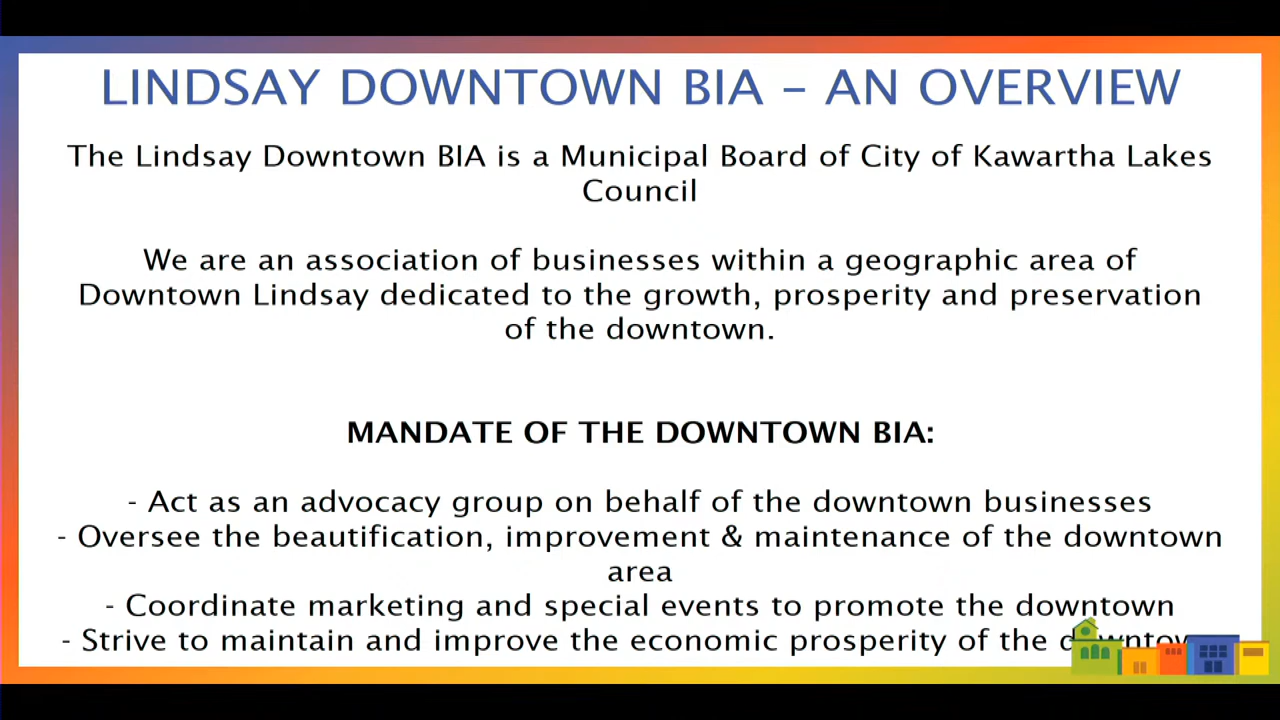 LINDSAY DOWNTOWN BIA – AN OVERVIEW
The Lindsay Downtown BIA is a Municipal Board of City of Kawartha Lakes
Council
We are an association of businesses within a geographic area of
Downtown Lindsay dedicated to the growth, prosperity and preservation
of the downtown.
MANDATE OF THE DOWNTOWN BIA:
- Act as an advocacy group on behalf of the downtown businesses
- Oversee the beautification, improvement & maintenance of the downtown
area
- Coordinate marketing and special events to promote the downtown
- Strive to maintain and improve the economic prosperity of the